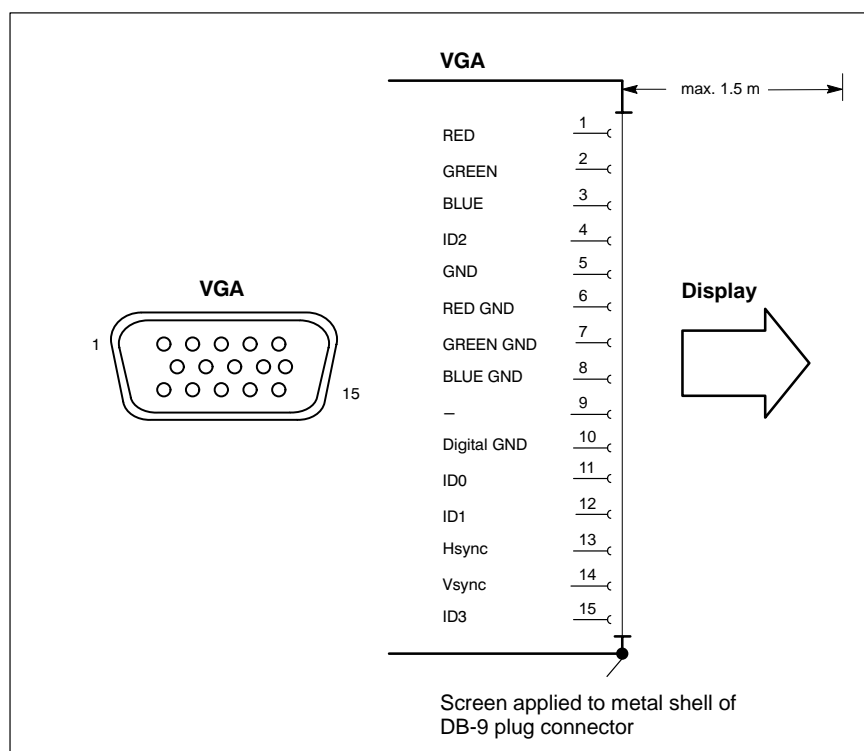 VGA
max. 1.5 m
RED 1
GREEN 2
BLUE 3
ID2 4
GND 5
VGA
Display
RED GND 6
1
GREEN GND 7
BLUE GND 8
15
– 9
Digital GND 10
ID0 11
ID1 12
Hsync 13
Vsync 14
ID3 15
Screen applied to metal shell of
DB-9 plug connector